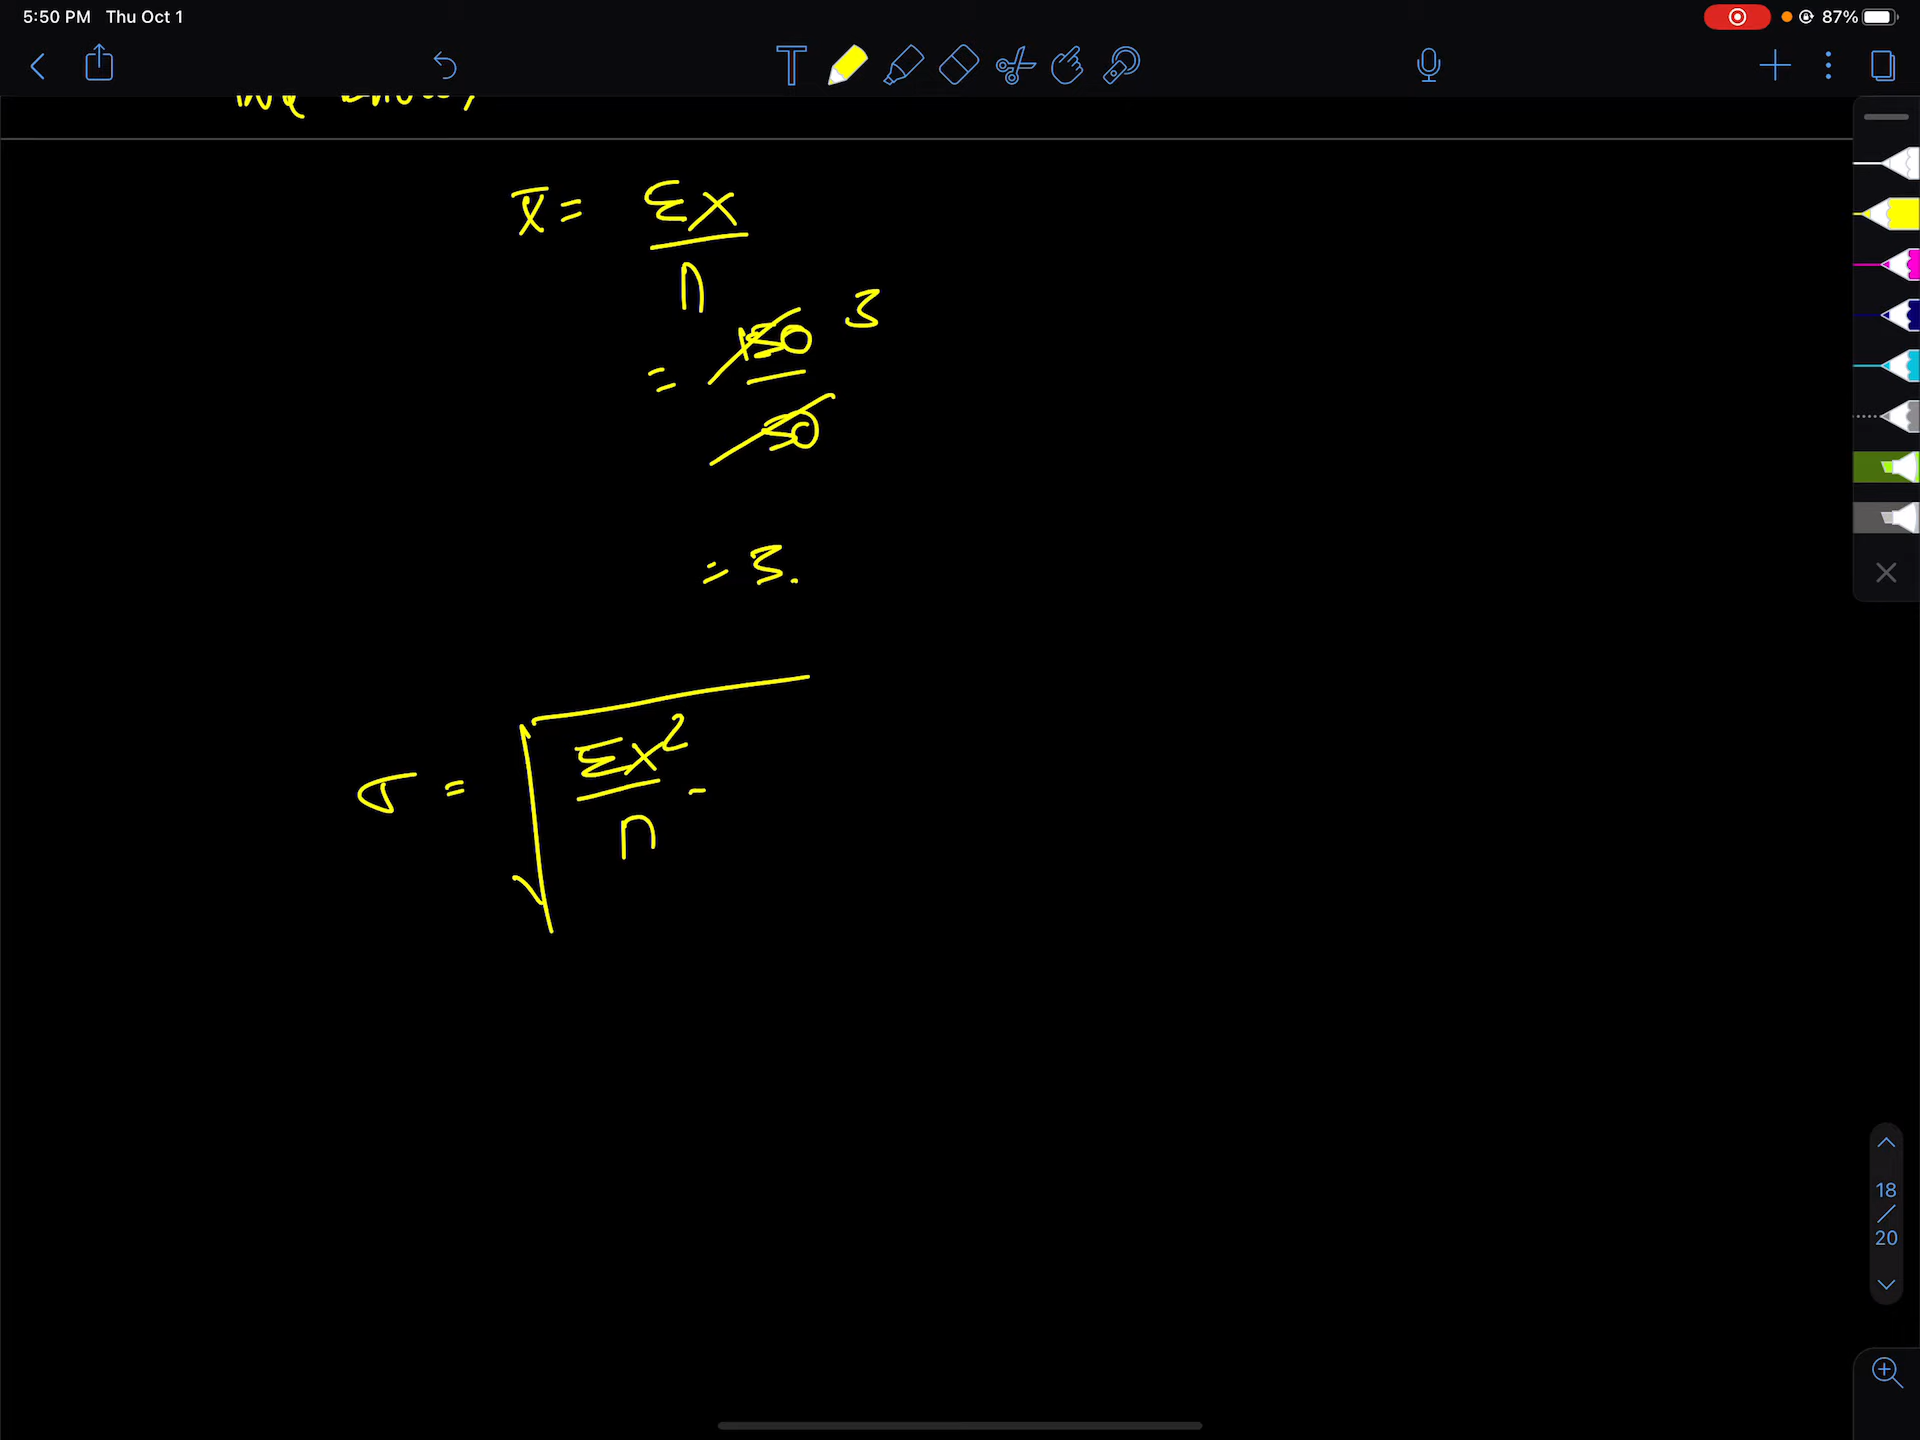 5:50 PM Thu Oct 1
87%
T
x̄ = Σx
n
= 150 3
50
= 3.
σ = √ Σx² -
n
18
/
20